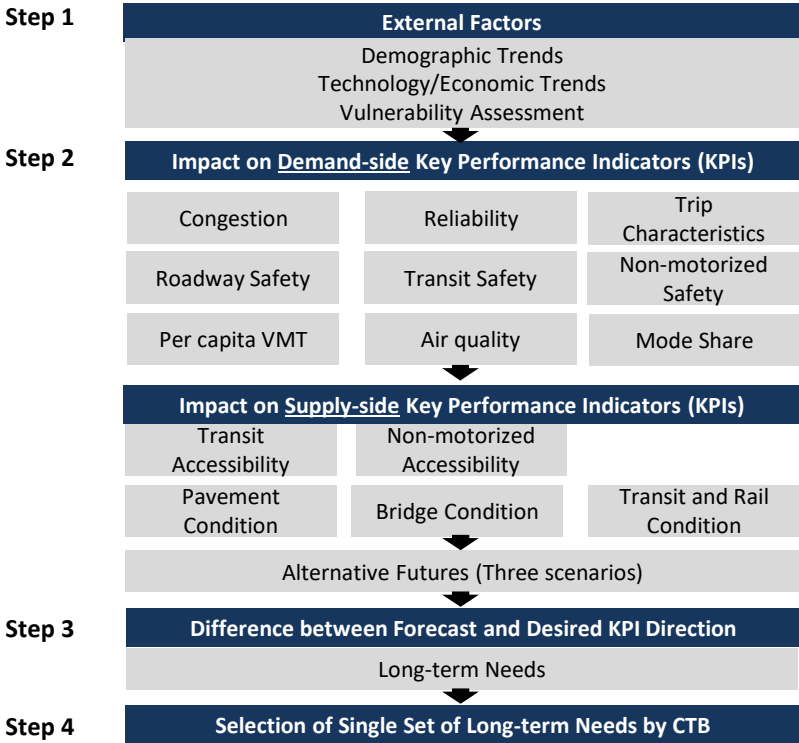 Step 1
External Factors
Demographic Trends
Technology/Economic Trends
Vulnerability Assessment
Step 2
Impact on Demand-side Key Performance Indicators (KPIs)
Congestion
Reliability
Trip
Characteristics
Roadway Safety
Transit Safety
Non-motorized
Safety
Per capita VMT
Air quality
Mode Share
Impact on Supply-side Key Performance Indicators (KPIs)
Transit
Accessibility
Non-motorized
Accessibility
Pavement
Condition
Bridge Condition
Transit and Rail
Condition
Alternative Futures (Three scenarios)
Step 3
Difference between Forecast and Desired KPI Direction
Long-term Needs
Step 4
Selection of Single Set of Long-term Needs by CTB